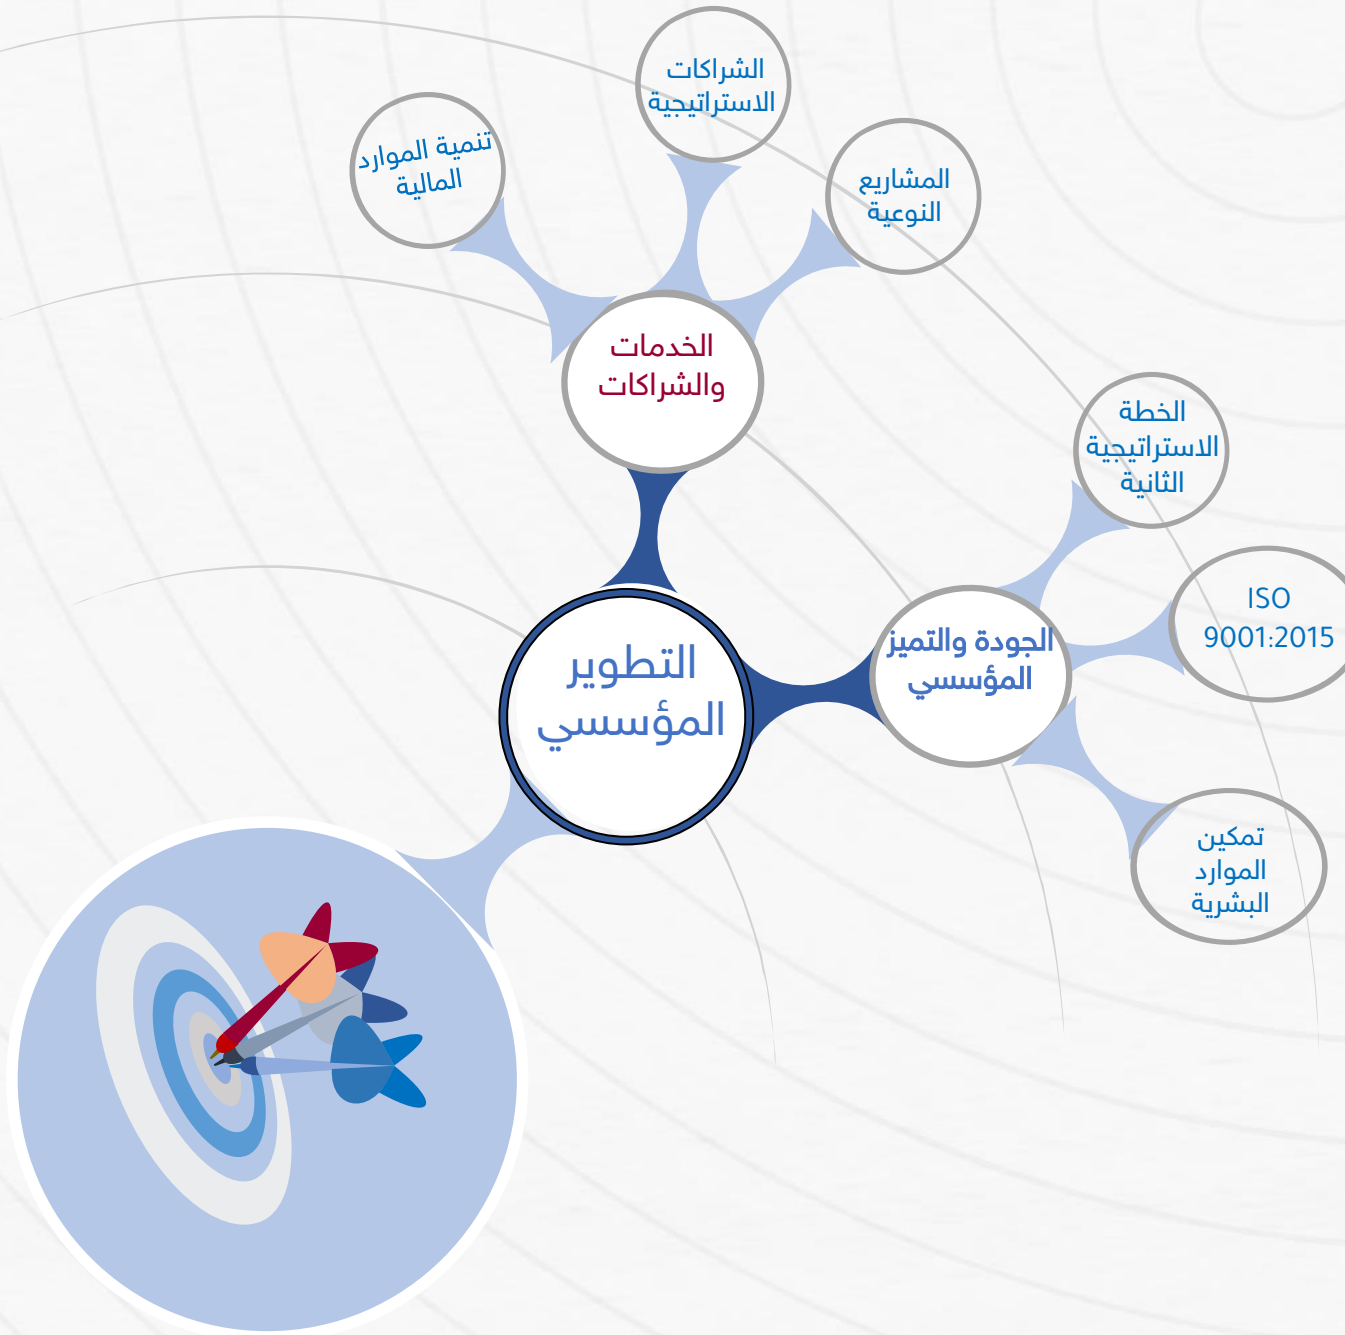 الشراكات
الاستراتيجية
تنمية الموارد
المالية
المشاريع
النوعية
الخدمات
والشراكات
الخطة
الاستراتيجية
الثانية
ISO
9001:2015
الجودة والتميز
المؤسسي
التطوير
المؤسسي
تمكين
الموارد
البشرية